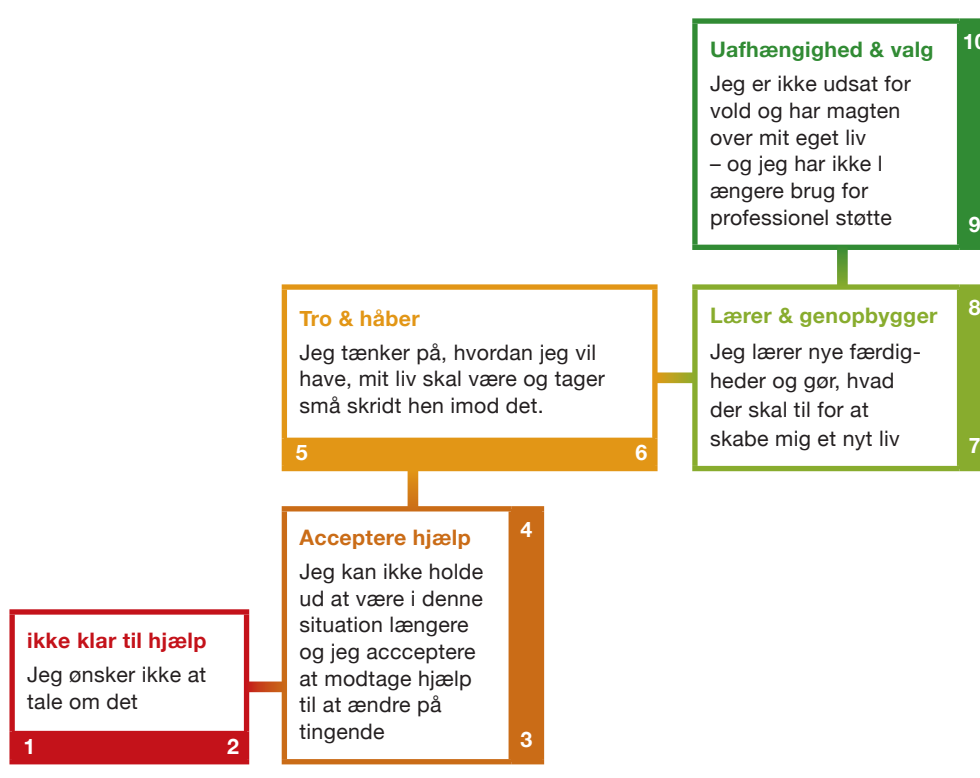 Uafhængighed & valg
Jeg er ikke udsat for
vold og har magten
over mit eget liv
– og jeg har ikke l
ængere brug for
professionel støtte
10
9
Tro & håber
Jeg tænker på, hvordan jeg vil
have, mit liv skal være og tager
små skridt hen imod det.
5 6
Lærer & genopbygger
Jeg lærer nye færdig-
heder og gør, hvad
der skal til for at
skabe mig et nyt liv
8
7
Acceptere hjælp
Jeg kan ikke holde
ud at være i denne
situation længere
og jeg accceptere
at modtage hjælp
til at ændre på
tingende
4
3
ikke klar til hjælp
Jeg ønsker ikke at
tale om det
1 2